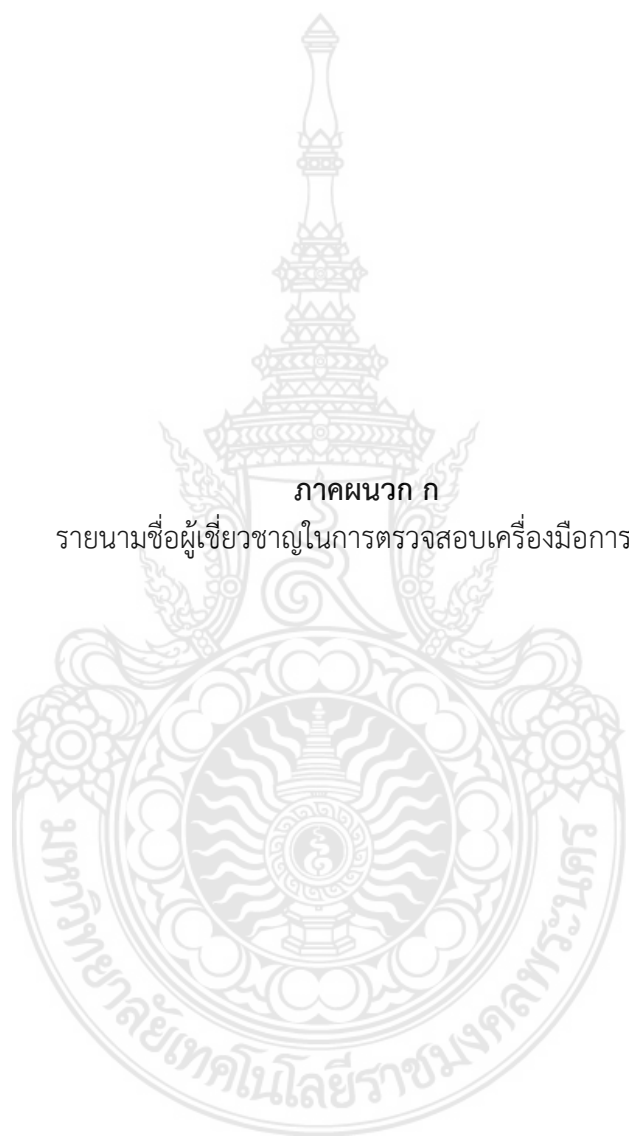 ภาคผนวก ก
รายนามชื่อผู้เชี่ยวชาญในการตรวจสอบเครื่องมือการ
มหาวิทยาลัยเทคโนโลยีราชมงคลพระนคร